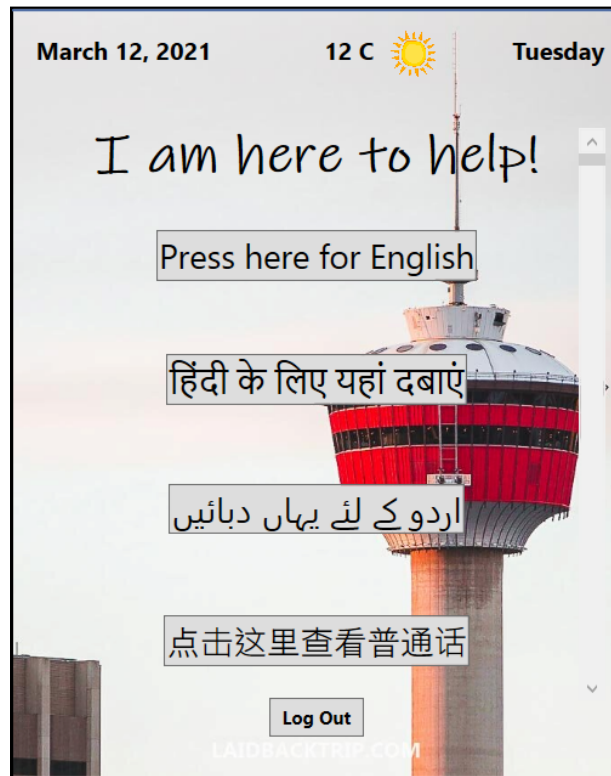 March 12, 2021 12 C Tuesday
I am here to help!
Press here for English
हिंदी के लिए यहां दबाएं
اردو کے لئے یہاں دبائیں
点击这里查看普通话
Log Out
LAIDBACKTRIP.COM